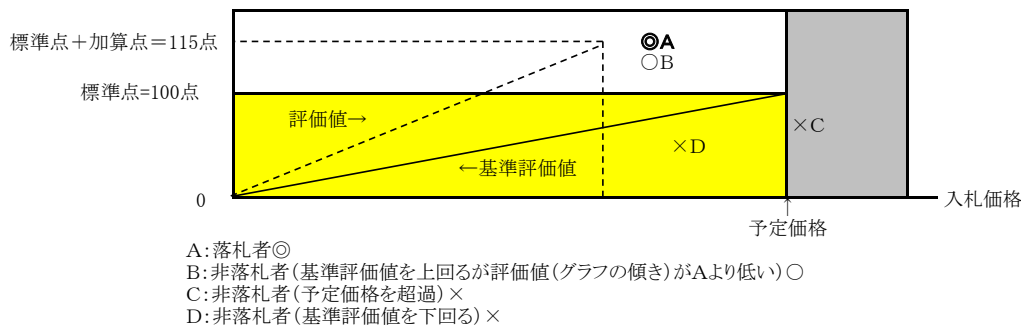 標準点＋加算点＝115点
◎A
○B
標準点=100点
評価値→
×C
×D
←基準評価値
0
入札価格
↑
予定価格
A:落札者◎
B:非落札者(基準評価値を上回るが評価値(グラフの傾き)がAより低い)○
C:非落札者(予定価格を超過)×
D:非落札者(基準評価値を下回る)×